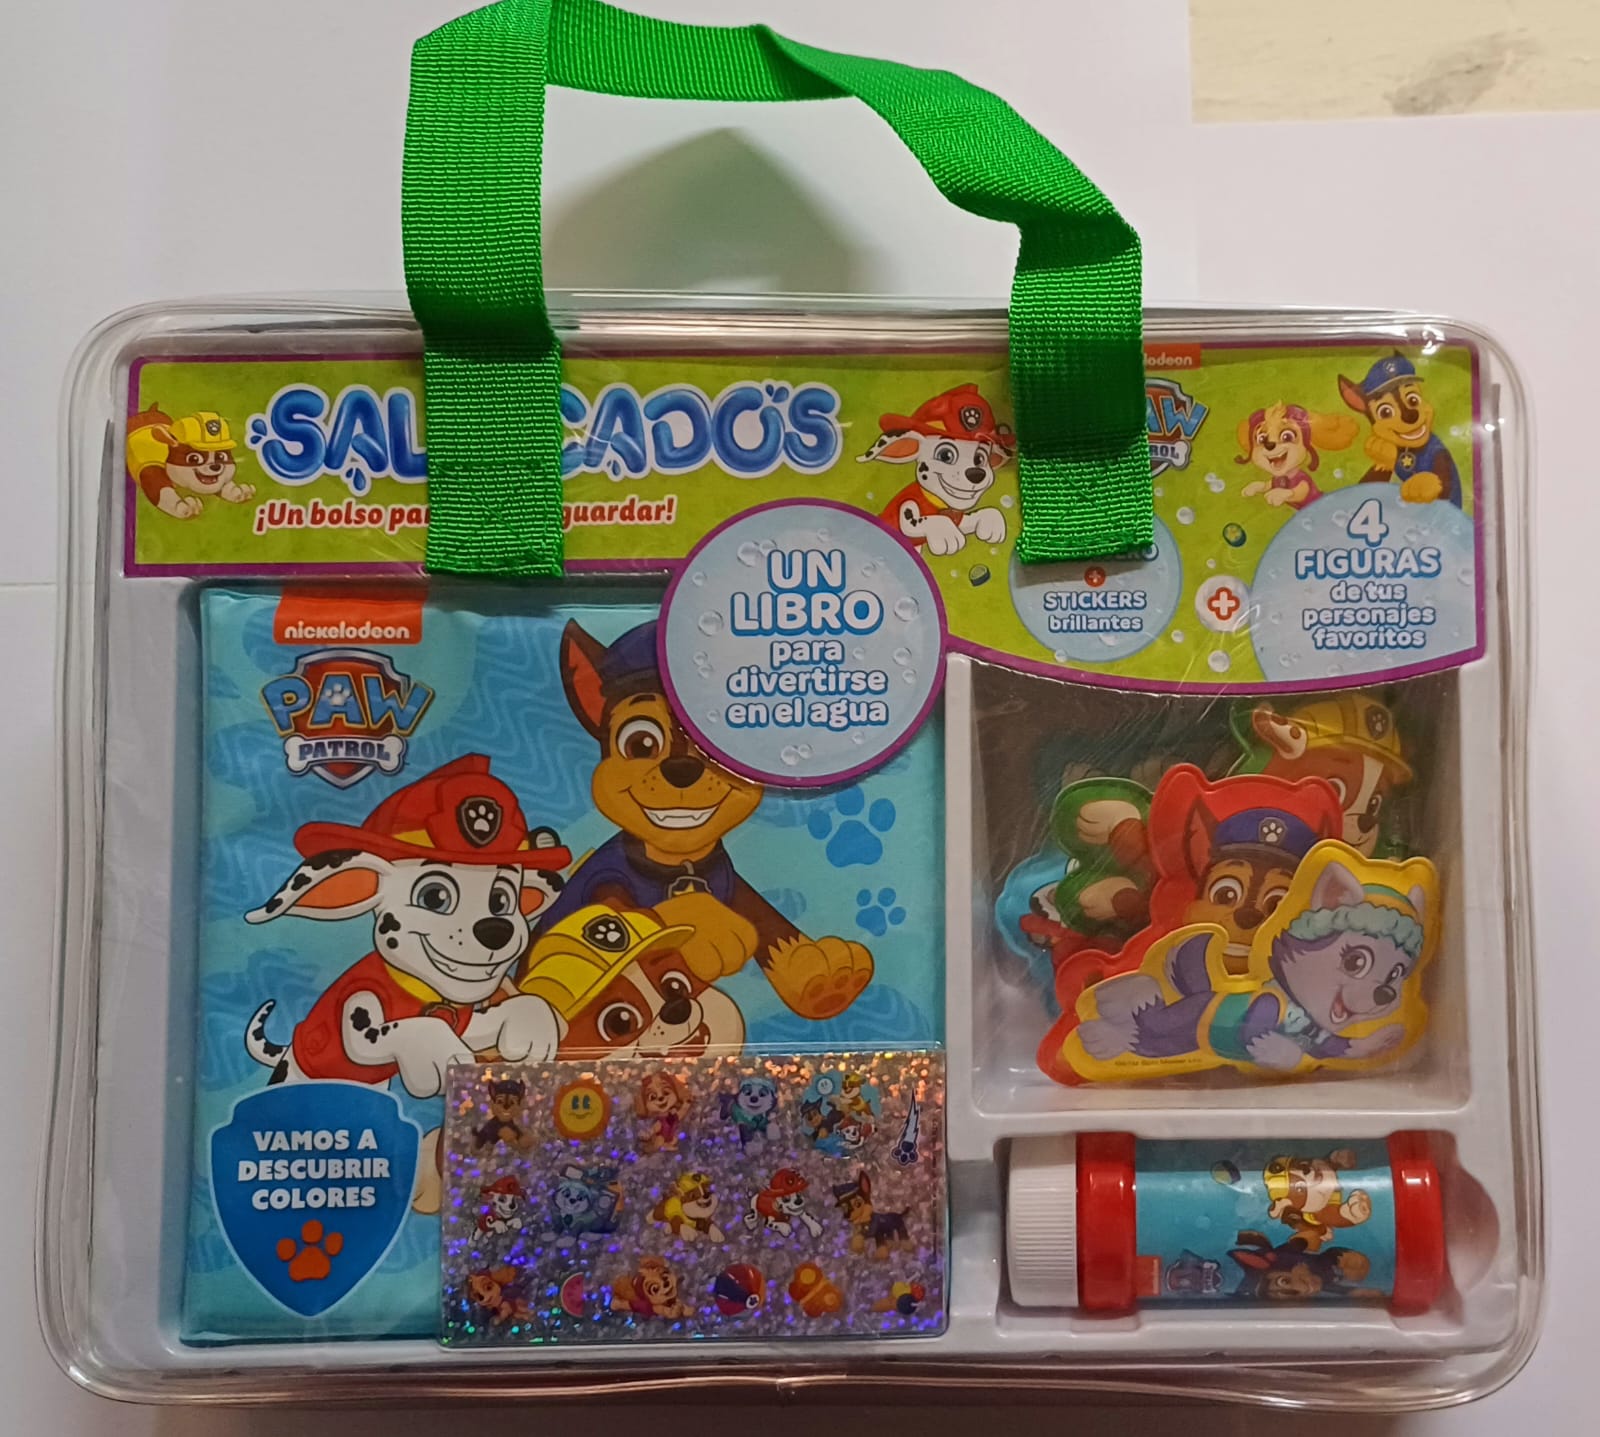 SAL CADOS
¡Un bolso par guardar!
nickelodeon
PAW
PATROL
UN
LIBRO
para
divertirse
en el agua
STICKERS
brillantes
4
FIGURAS
de tus
personajes
favoritos
nickelodeon
PAW
PATROL
VAMOS A
DESCUBRIR
COLORES